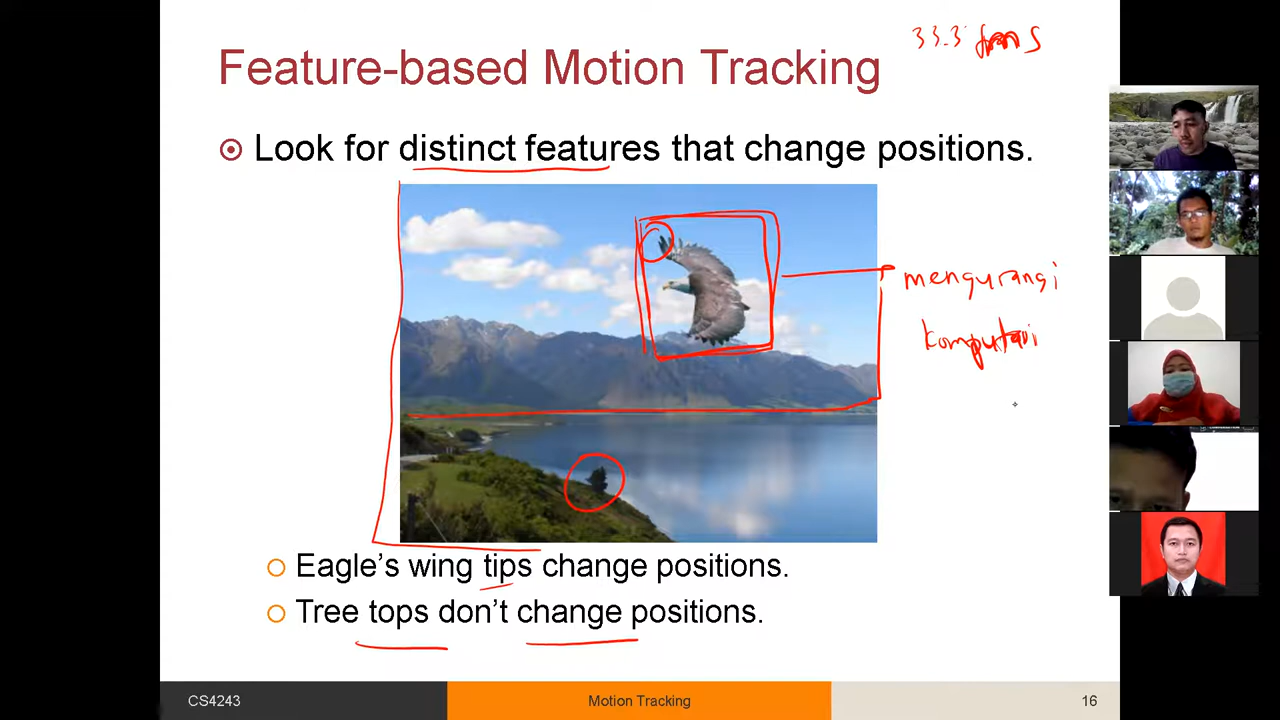 33.3
Feature-based Motion Tracking
Look for distinct features that change positions.
mengurangi
komputasi
Eagle's wing tips change positions.
Tree tops don't change positions.
CS4243
Motion Tracking
16